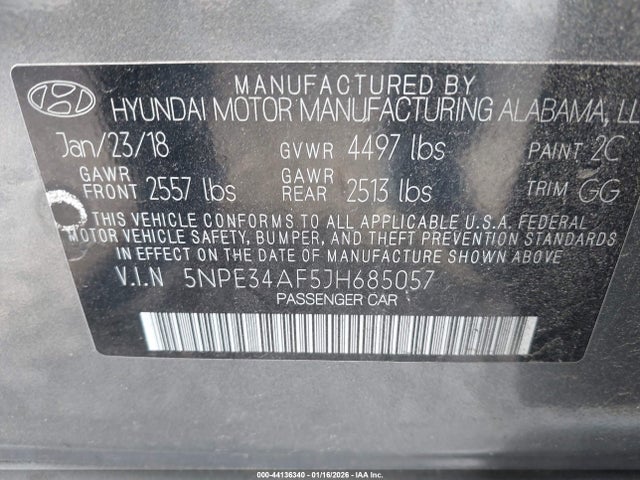 MANUFACTURED BY
HYUNDAI MOTOR MANUFACTURING ALABAMA, LL
Jan/23/18 GVWR 4497 lbs PAINT 2C
GAWR FRONT 2557 lbs GAWR REAR 2513 lbs TRIM GG
THIS VEHICLE CONFORMS TO ALL APPLICABLE U.S.A. FEDERAL
MOTOR VEHICLE SAFETY, BUMPER, AND THEFT PREVENTION STANDARDS
IN EFFECT ON THE DATE OF MANUFACTURE SHOWN ABOVE
V.I.N 5NPE34AF5JH685057
PASSENGER CAR
000-44136340 | 01/16/2026 - IAA Inc.